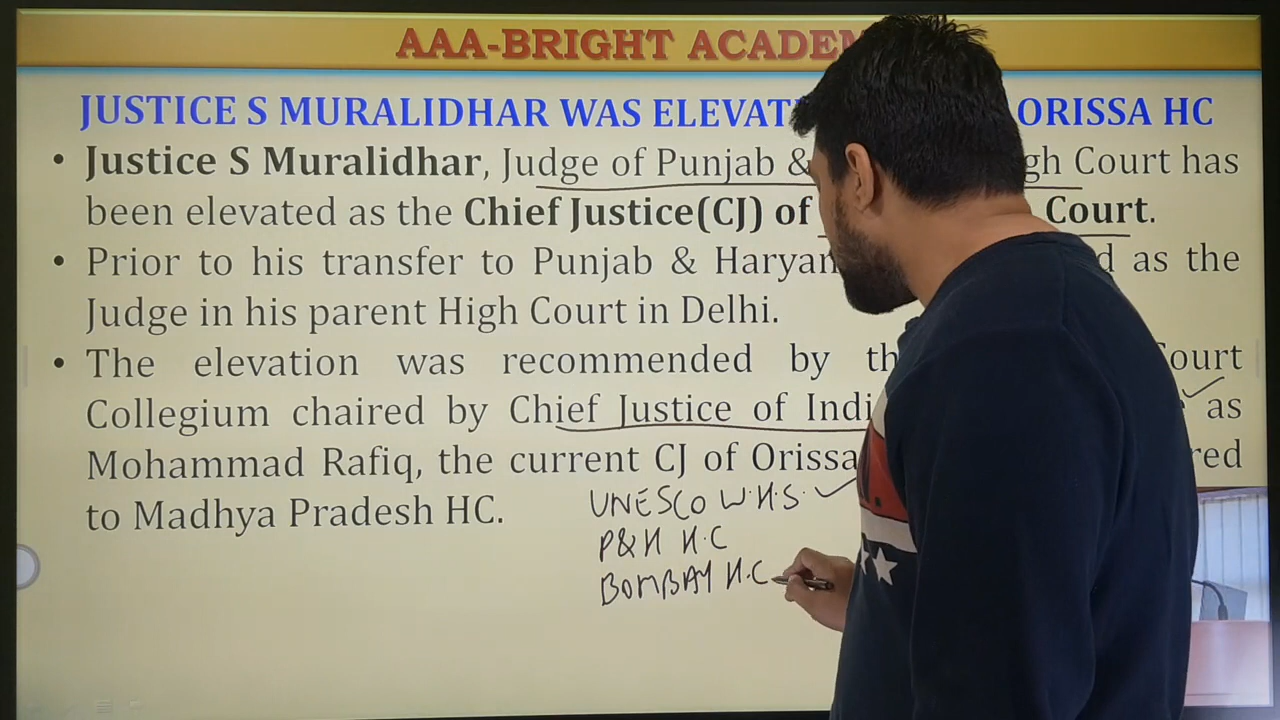 AAA-BRIGHT ACADEM
JUSTICE S MURALIDHAR WAS ELEVAT ORISSA HC
• Justice S Muralidhar, Judge of Punjab & gh Court has
been elevated as the Chief Justice(CJ) of Court.
• Prior to his transfer to Punjab & Haryan d as the
Judge in his parent High Court in Delhi.
• The elevation was recommended by th Court
Collegium chaired by Chief Justice of Indi as
Mohammad Rafiq, the current CJ of Orissa red
to Madhya Pradesh HC.
UNESCO W.H.S.
P&H H.C
BOMBAY H.C